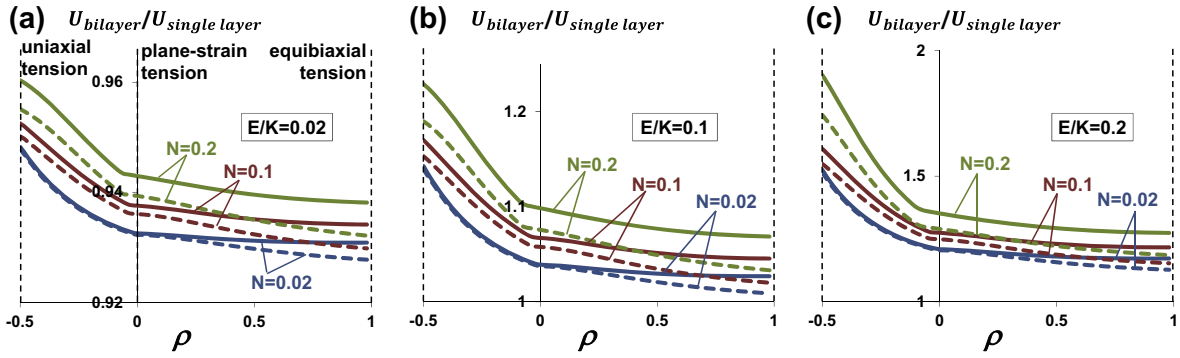 (a) U_bilayer/U_single layer
uniaxial tension
plane-strain tension
equibiaxial tension
0.96
E/K=0.02
N=0.2
N=0.1
0.94
N=0.02
0.92
-0.5 0 0.5 1
ρ
(b) U_bilayer/U_single layer
1.2
E/K=0.1
N=0.2
N=0.1
N=0.02
1.1
1
-0.5 0 0.5 1
ρ
(c) U_bilayer/U_single layer
2
E/K=0.2
1.5
N=0.2
N=0.1
N=0.02
1
-0.5 0 0.5 1
ρ